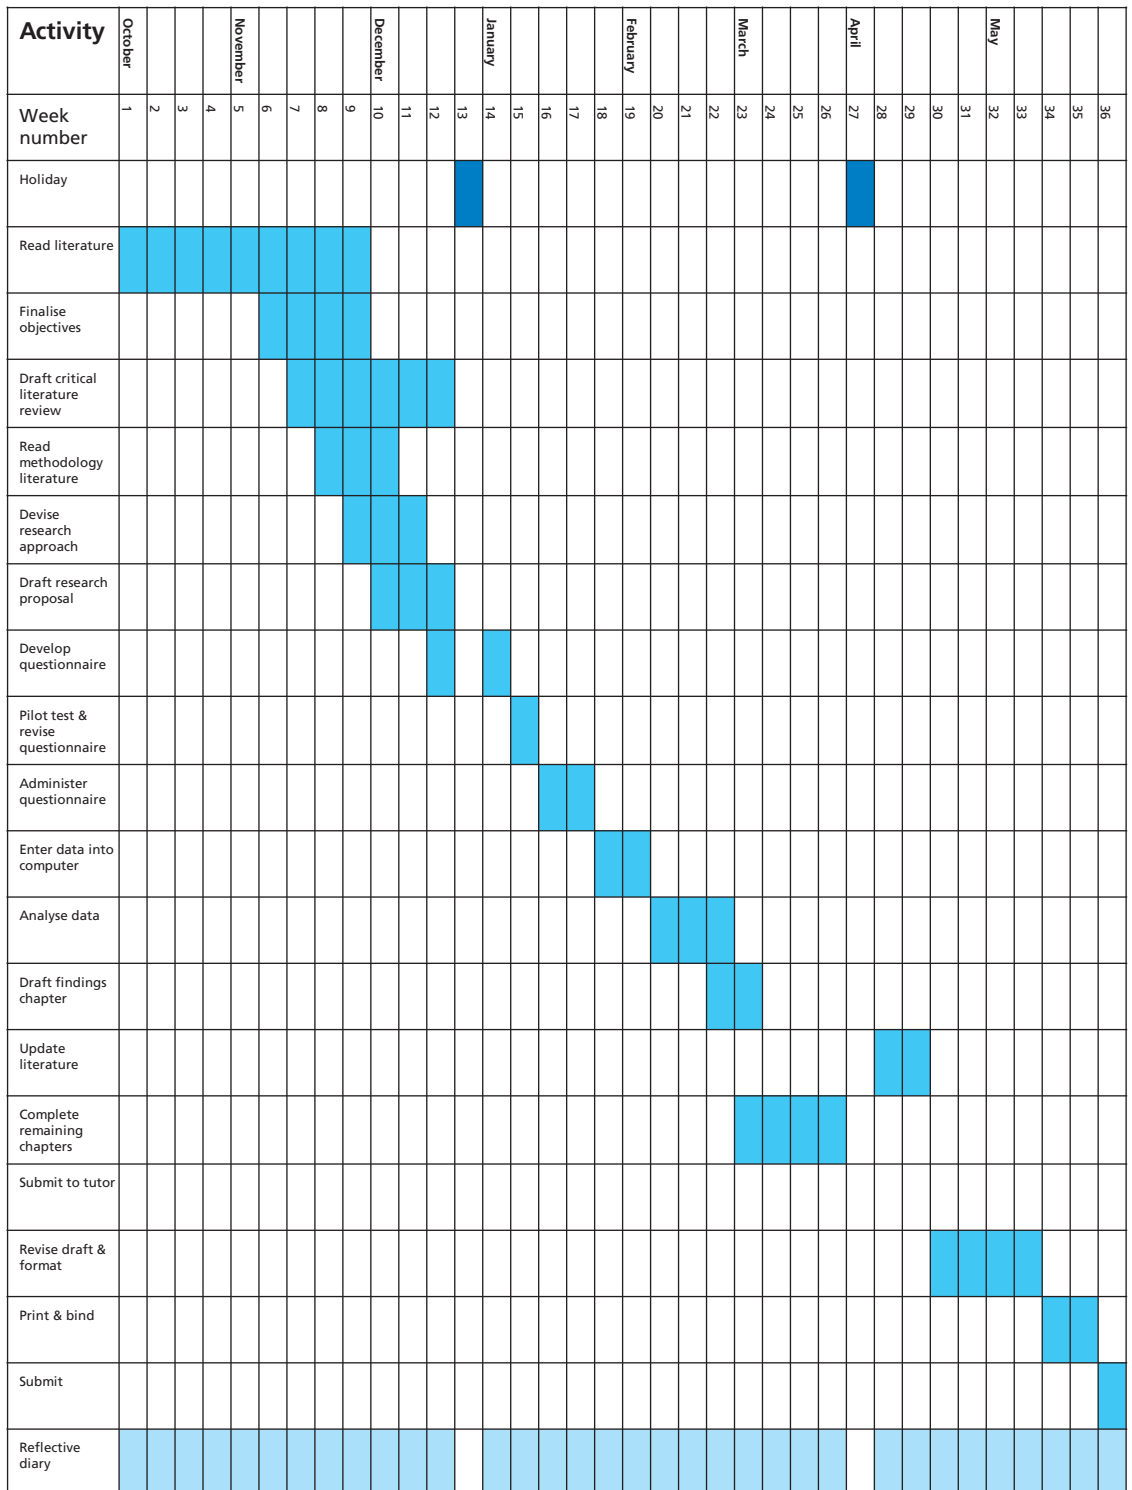 Activity
October
November
December
January
February
March
April
May
Week
number
1
2
3
4
5
6
7
8
9
10
11
12
13
14
15
16
17
18
19
20
21
22
23
24
25
26
27
28
29
30
31
32
33
34
35
36
Holiday
Read literature
Finalise
objectives
Draft critical
literature
review
Read
methodology
literature
Devise
research
approach
Draft research
proposal
Develop
questionnaire
Pilot test &
revise
questionnaire
Administer
questionnaire
Enter data into
computer
Analyse data
Draft findings
chapter
Update
literature
Complete
remaining
chapters
Submit to tutor
Revise draft &
format
Print & bind
Submit
Reflective
diary